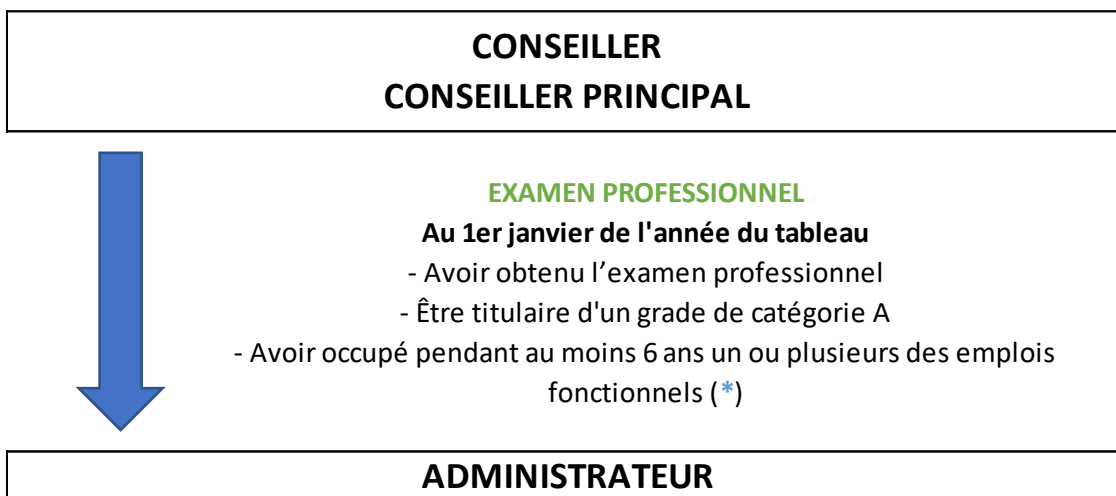 CONSEILLER
CONSEILLER PRINCIPAL
EXAMEN PROFESSIONNEL
Au 1er janvier de l'année du tableau
- Avoir obtenu l’examen professionnel
- Être titulaire d'un grade de catégorie A
- Avoir occupé pendant au moins 6 ans un ou plusieurs des emplois
fonctionnels (*)
ADMINISTRATEUR